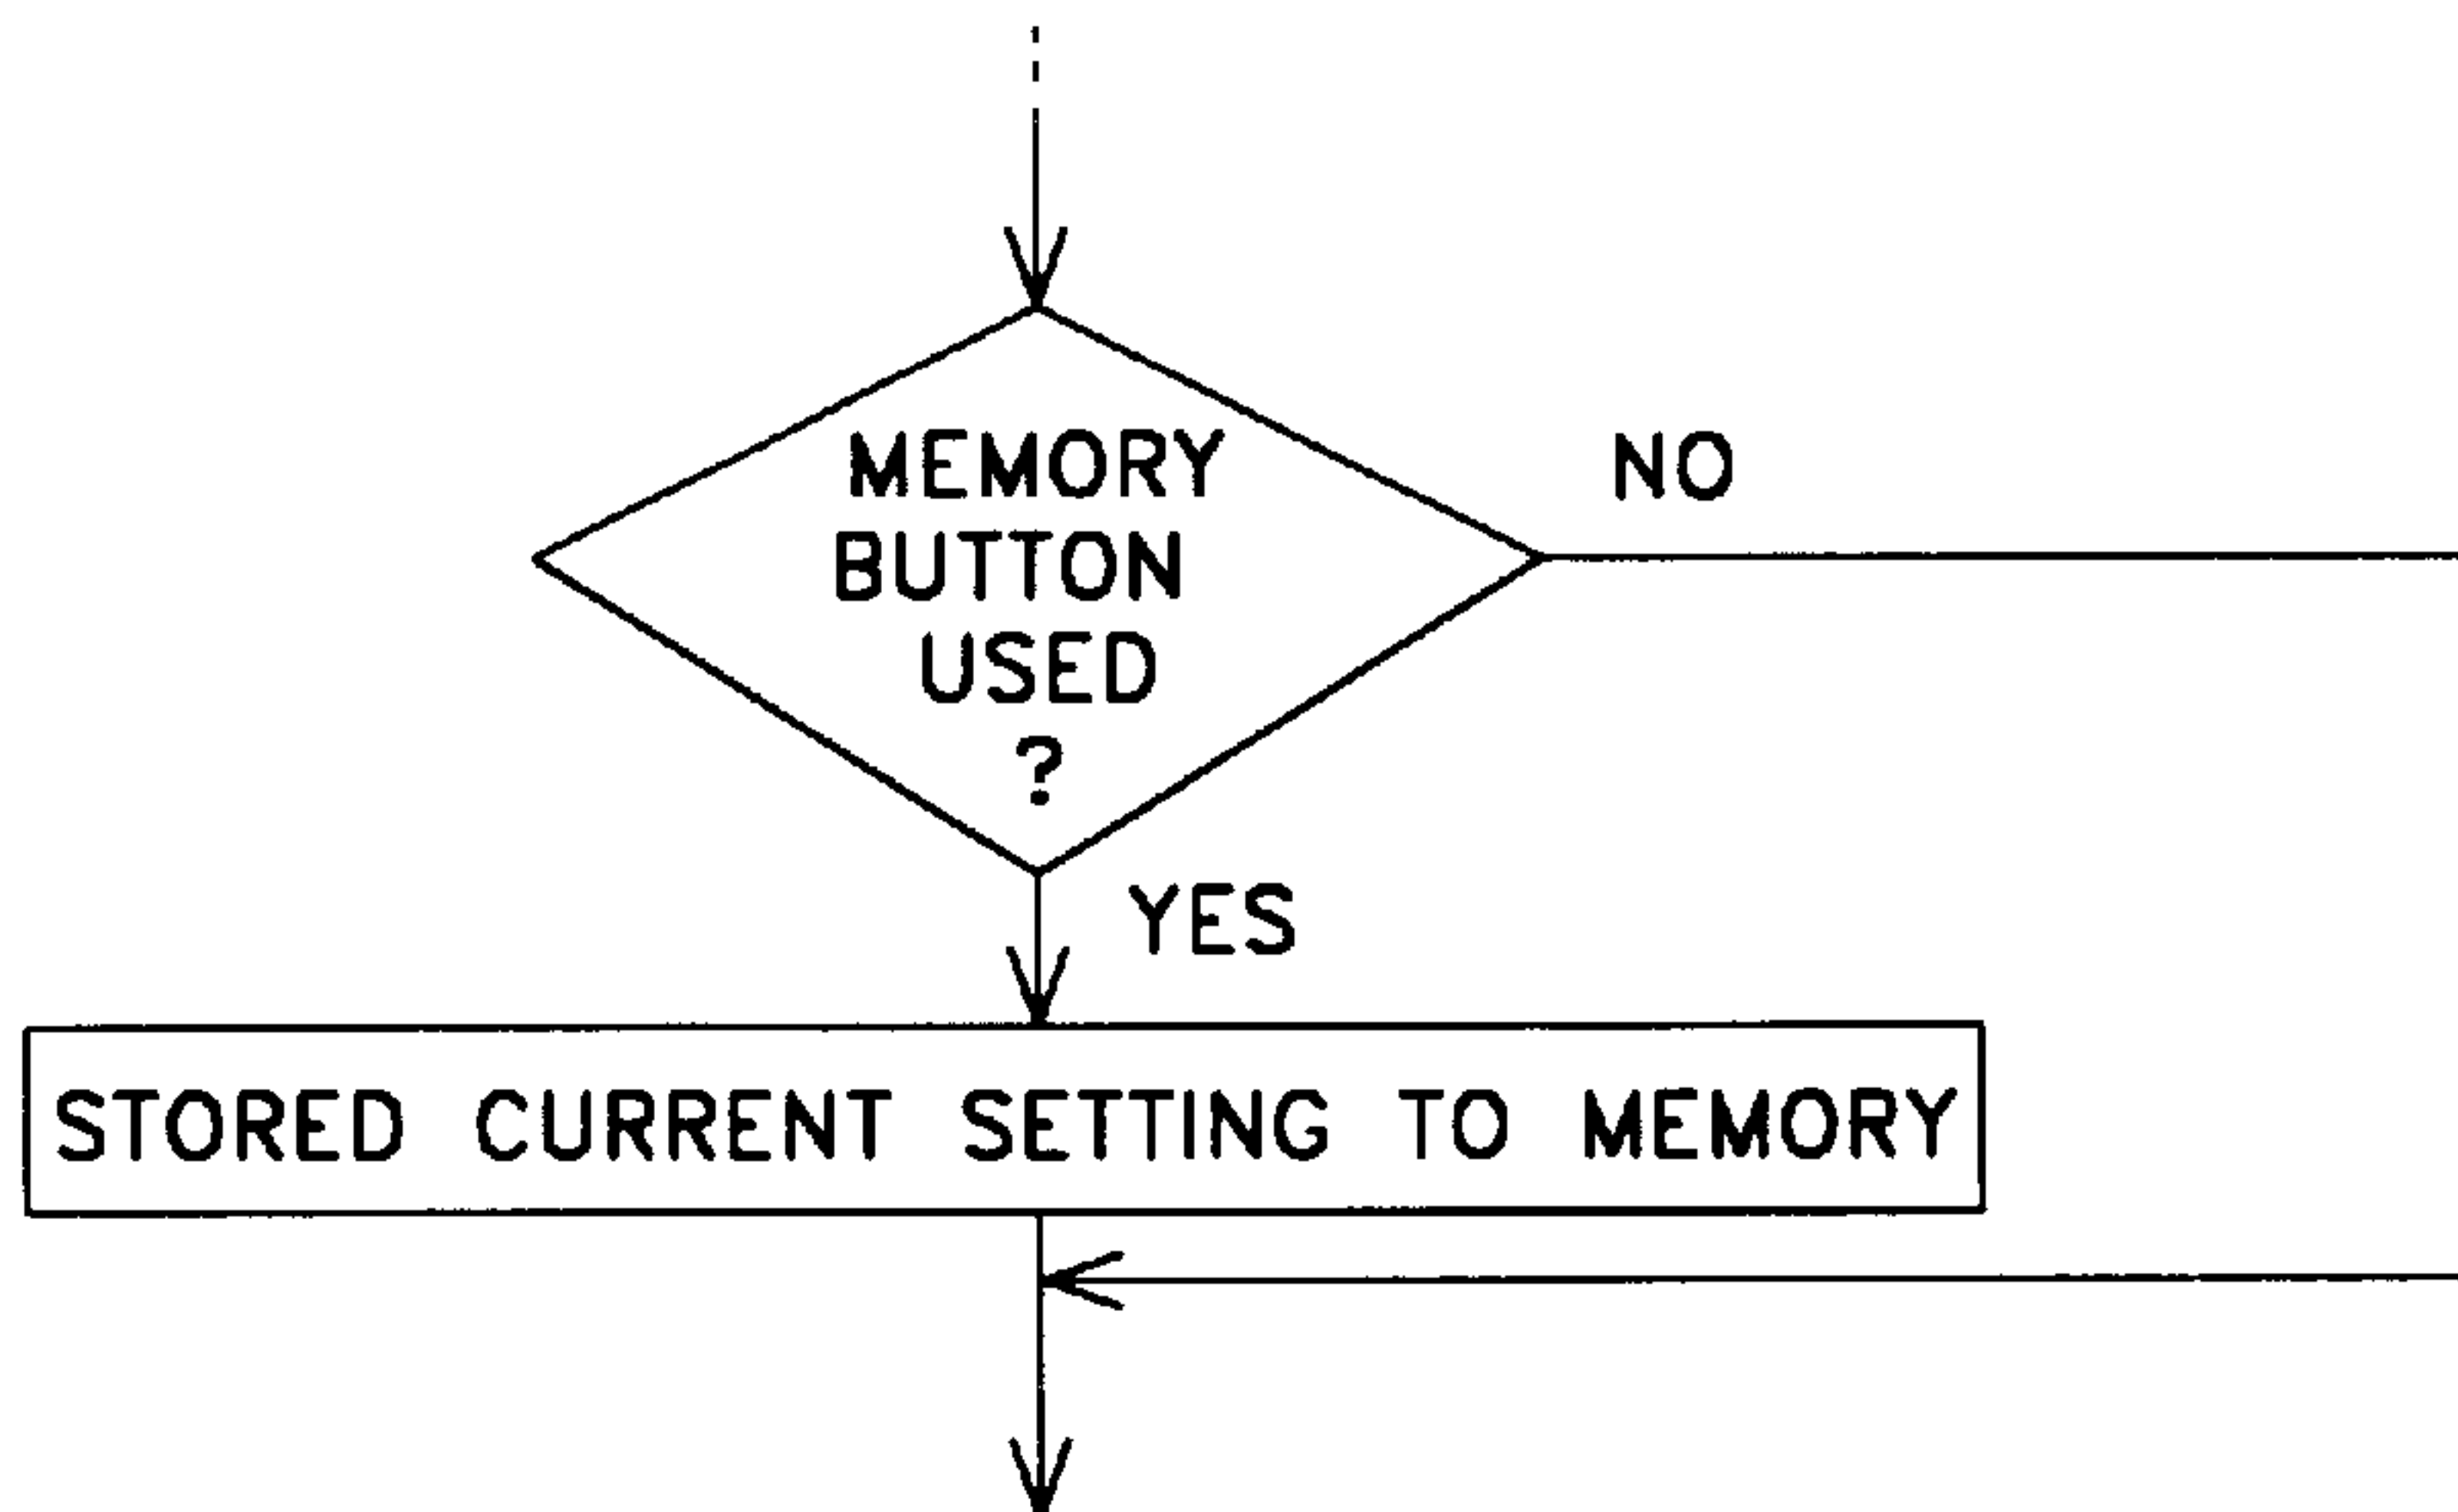 MEMORY
BUTTON
USED
?
NO
YES
STORED CURRENT SETTING TO MEMORY